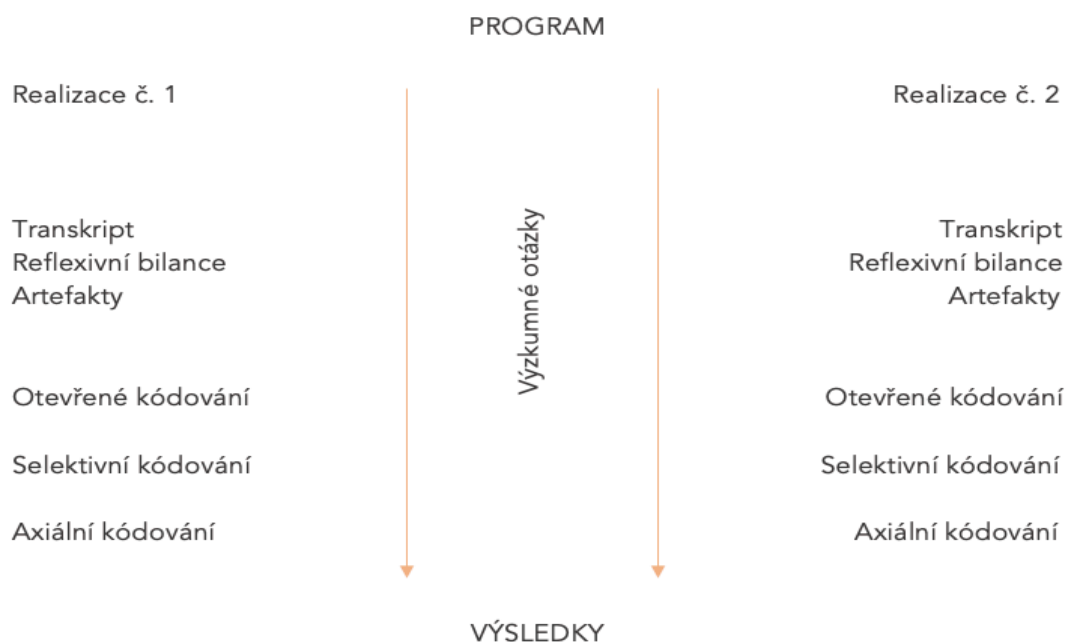 PROGRAM
Realizace č. 1
Realizace č. 2
Transkript
Reflexivní bilance
Artefakty
Výzkumné otázky
Transkript
Reflexivní bilance
Artefakty
Otevřené kódování
Otevřené kódování
Selektivní kódování
Selektivní kódování
Axiální kódování
Axiální kódování
VÝSLEDKY